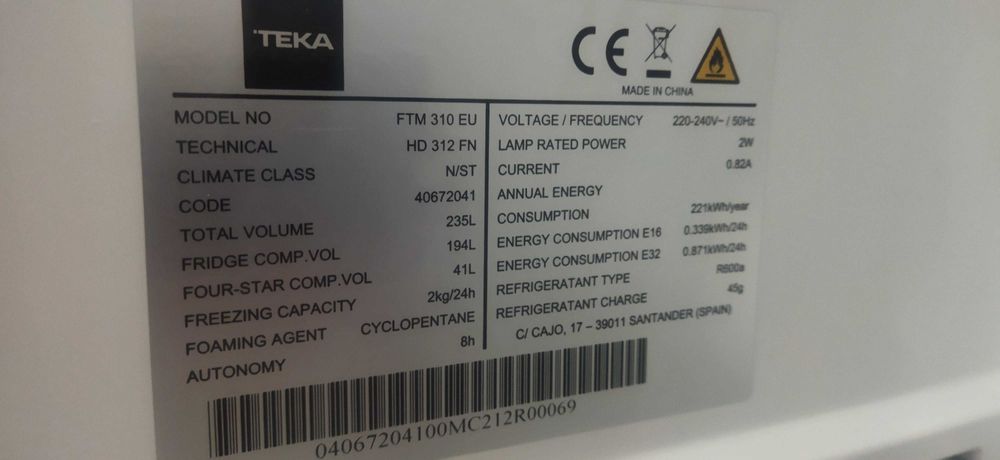 TEKA
CE
MADE IN CHINA
MODEL NO FTM 310 EU
TECHNICAL HD 312 FN
CLIMATE CLASS N/ST
CODE 40672041
TOTAL VOLUME 235L
FRIDGE COMP.VOL 194L
FOUR-STAR COMP.VOL 41L
FREEZING CAPACITY 2kg/24h
FOAMING AGENT CYCLOPENTANE
AUTONOMY 8h
VOLTAGE / FREQUENCY 220-240V~ / 50Hz
LAMP RATED POWER 2W
CURRENT 0.82A
ANNUAL ENERGY
CONSUMPTION 221kWh/year
ENERGY CONSUMPTION E16 0.339kWh/24h
ENERGY CONSUMPTION E32 0.871kWh/24h
REFRIGERATANT TYPE R600a
REFRIGERATANT CHARGE 45g
C/ CAJO, 17 – 39011 SANTANDER (SPAIN)
04067204100MC212R00069